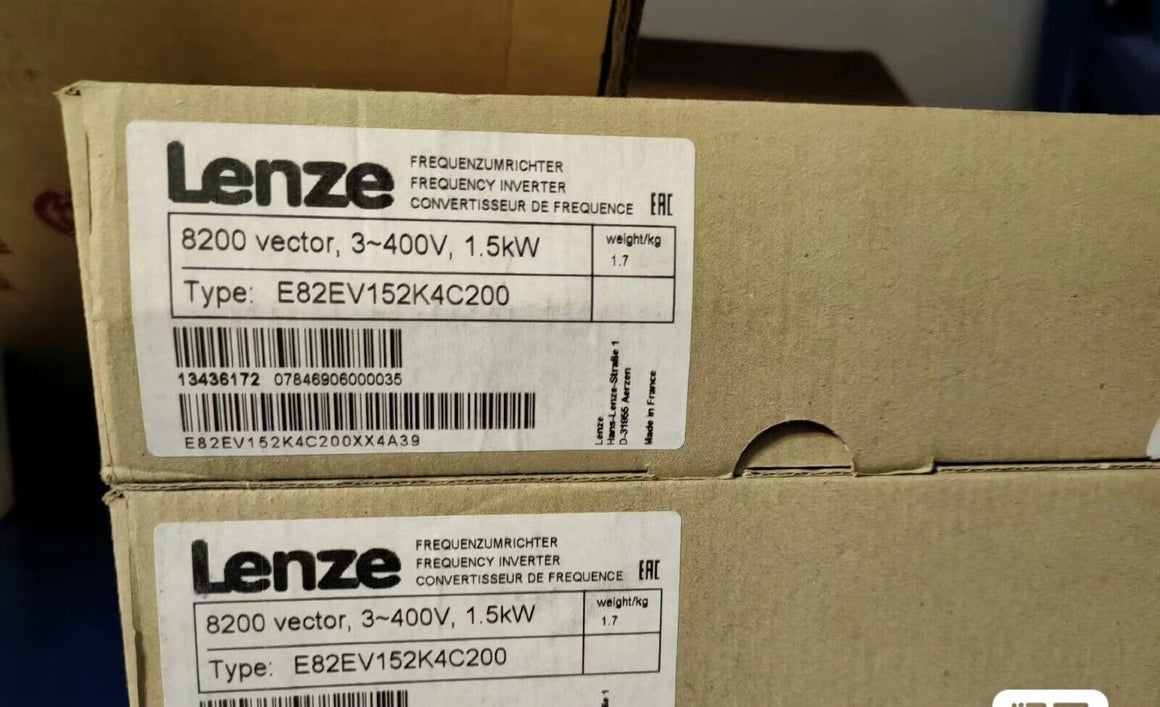 Lenze
FREQUENZUMRICHTER
FREQUENCY INVERTER
CONVERTISSEUR DE FREQUENCE
EAC
8200 vector, 3~400V, 1.5kW
weight/kg
1.7
Type: E82EV152K4C200
13436172 07846906000035
E82EV152K4C200XX4A39
Lenze
Hans-Lenze-Straße 1
D-31855 Aerzen
Made in France
Lenze
FREQUENZUMRICHTER
FREQUENCY INVERTER
CONVERTISSEUR DE FREQUENCE
EAC
8200 vector, 3~400V, 1.5kW
weight/kg
1.7
Type: E82EV152K4C200
ße 1